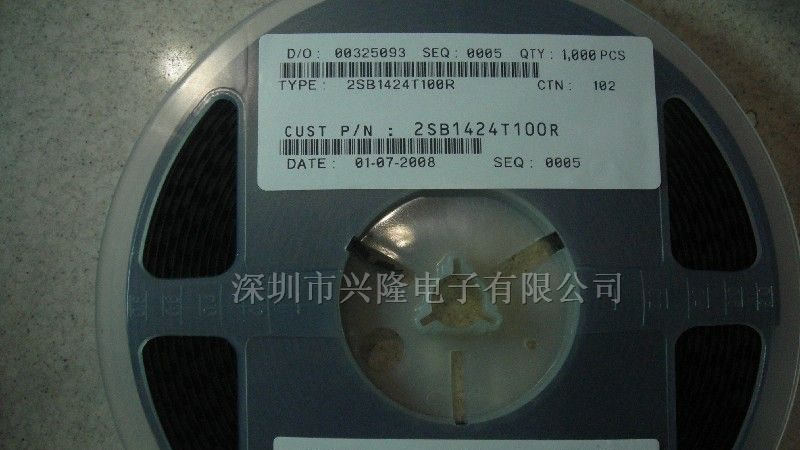 D/O: 00325093 SEQ: 0005 QTY: 1,000 PCS
TYPE: 2SB1424T100R CTN: 102
CUST P/N : 2SB1424T100R
DATE: 01-07-2008 SEQ: 0005
深圳市兴隆电子有限公司